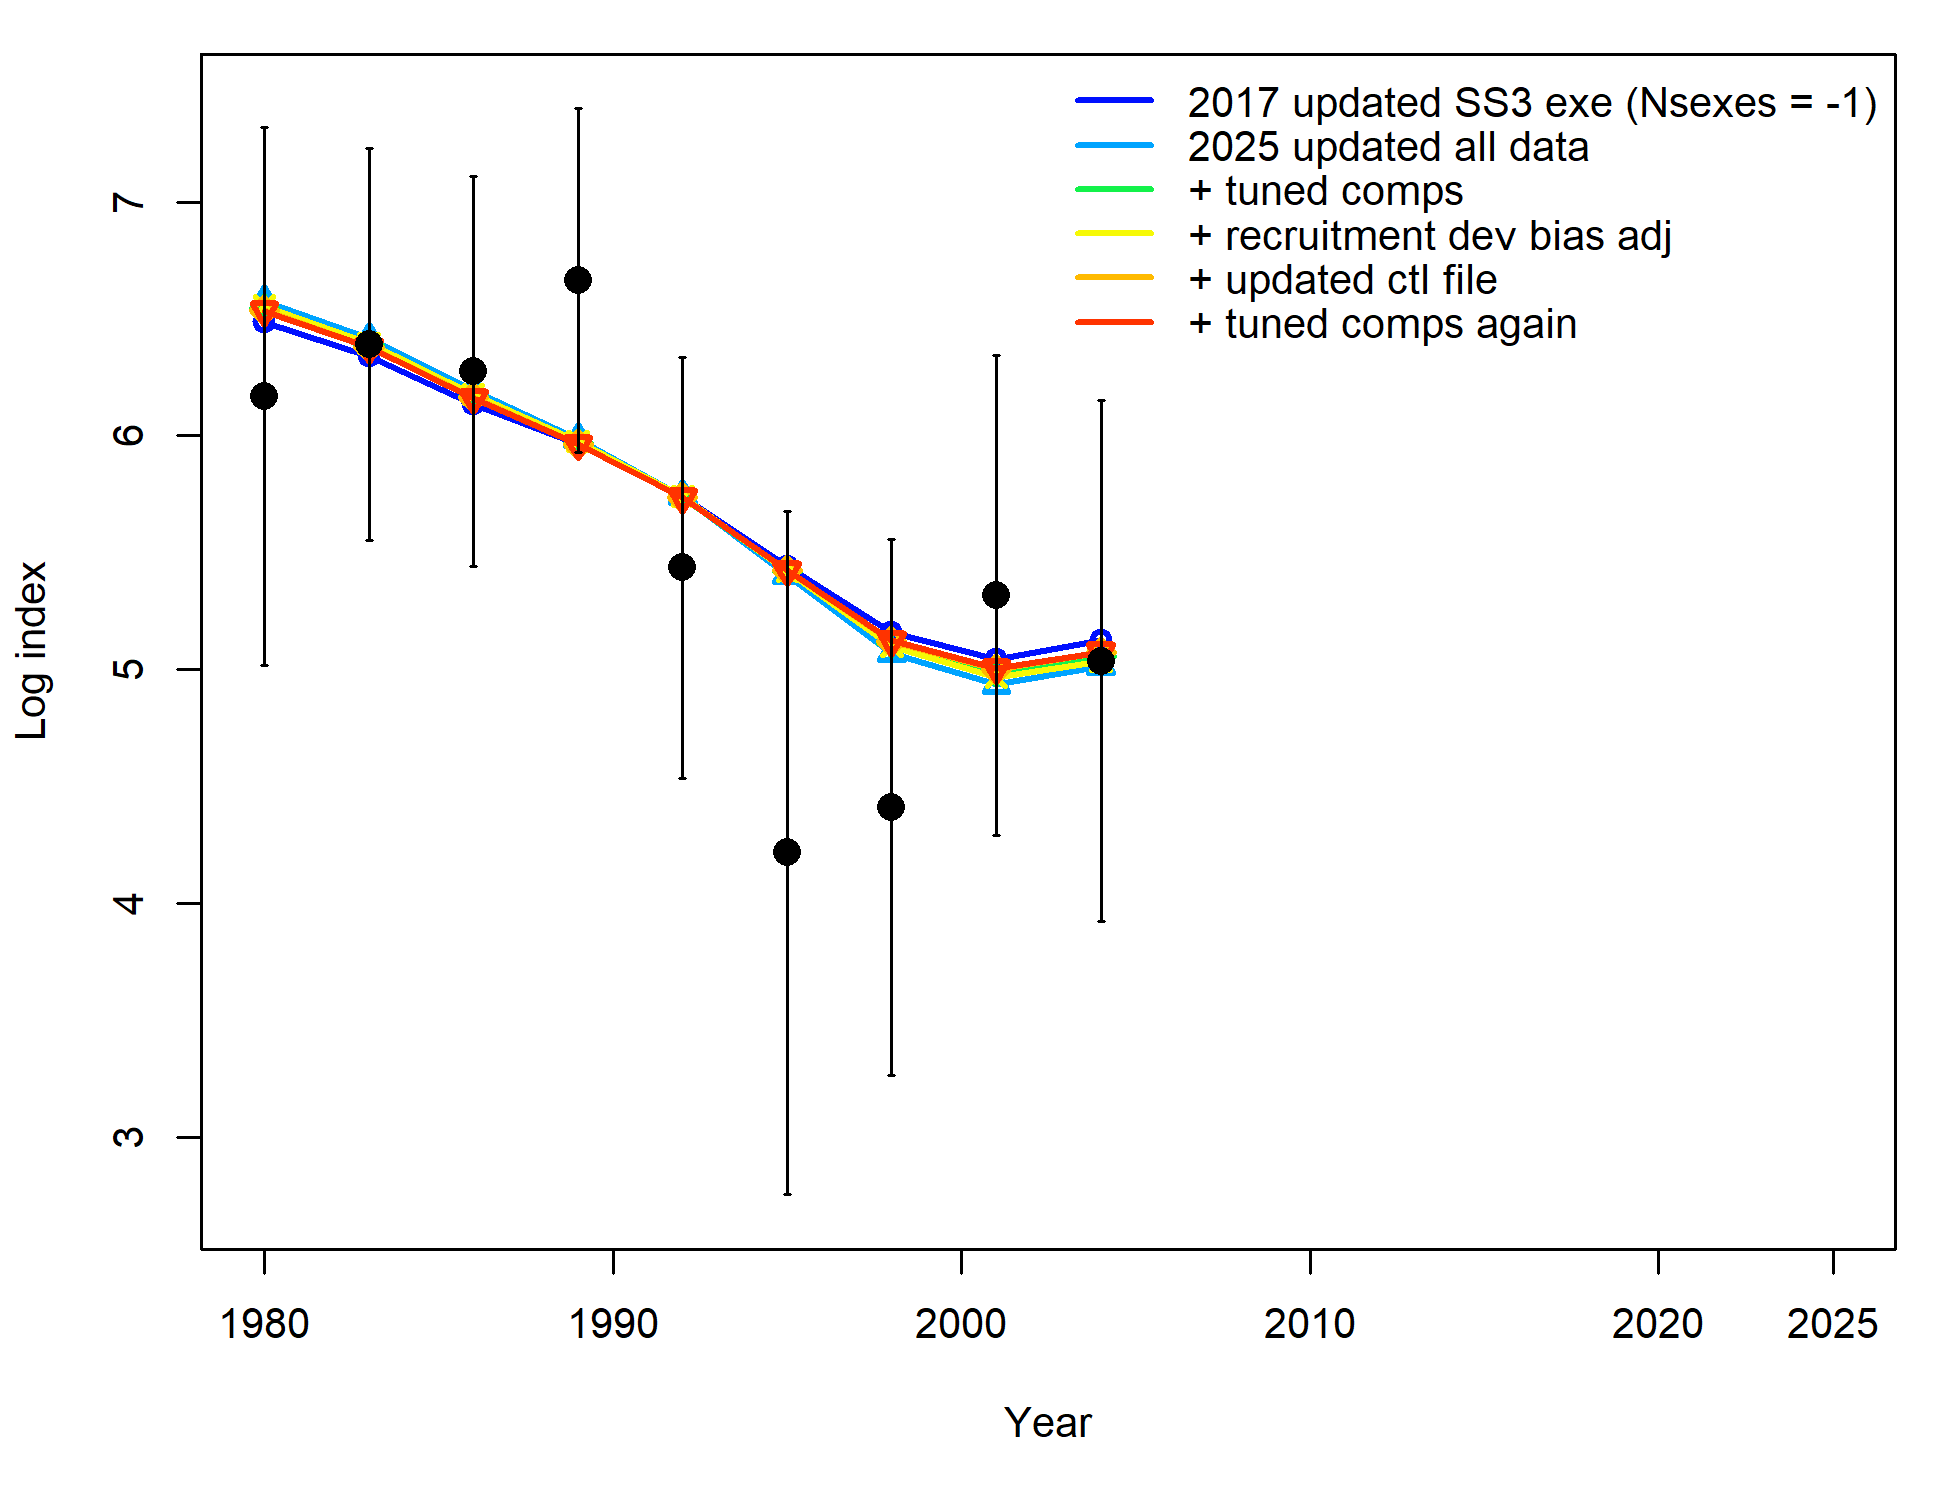 2017 updated SS3 exe (Nsexes = -1)
2025 updated all data
+ tuned comps
+ recruitment dev bias adj
+ updated ctl file
+ tuned comps again
7
6
5
4
3
Log index
1980 1990 2000 2010 2020 2025
Year